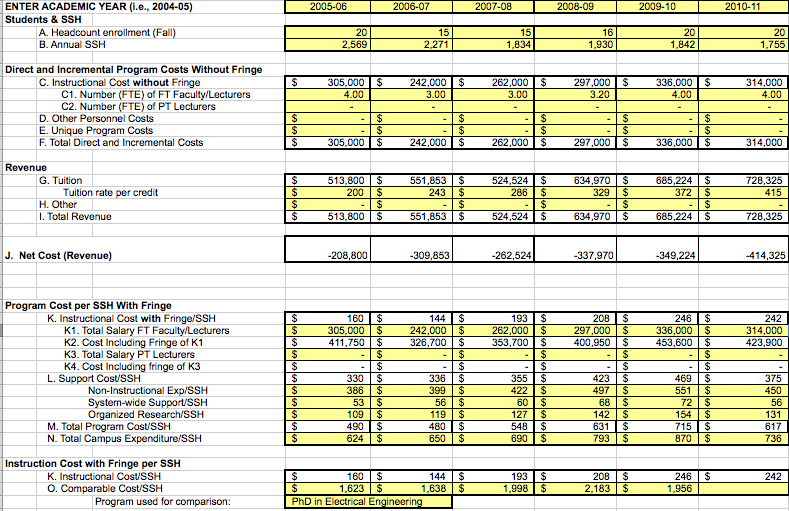 ENTER ACADEMIC YEAR (i.e., 2004-05) 2005-06 2006-07 2007-08 2008-09 2009-10 2010-11
Students & SSH
A. Headcount enrollment (Fall) 20 15 15 16 20 20
B. Annual SSH 2,569 2,271 1,834 1,930 1,842 1,755
Direct and Incremental Program Costs Without Fringe
C. Instructional Cost without Fringe $ 305,000 $ 242,000 $ 262,000 $ 297,000 $ 336,000 $ 314,000
C1. Number (FTE) of FT Faculty/Lecturers 4.00 3.00 3.00 3.20 4.00 4.00
C2. Number (FTE) of PT Lecturers - - - - - -
D. Other Personnel Costs $ - $ - $ - $ - $ - $ -
E. Unique Program Costs $ - $ - $ - $ - $ - $ -
F. Total Direct and Incremental Costs $ 305,000 $ 242,000 $ 262,000 $ 297,000 $ 336,000 $ 314,000
Revenue
G. Tuition $ 513,800 $ 551,853 $ 524,524 $ 634,970 $ 685,224 $ 728,325
Tuition rate per credit $ 200 $ 243 $ 286 $ 329 $ 372 $ 415
H. Other $ - $ - $ - $ - $ - $ -
I. Total Revenue $ 513,800 $ 551,853 $ 524,524 $ 634,970 $ 685,224 $ 728,325
J. Net Cost (Revenue) -208,800 -309,853 -262,524 -337,970 -349,224 -414,325
Program Cost per SSH With Fringe
K. Instructional Cost with Fringe/SSH $ 160 $ 144 $ 193 $ 208 $ 246 $ 242
K1. Total Salary FT Faculty/Lecturers $ 305,000 $ 242,000 $ 262,000 $ 297,000 $ 336,000 $ 314,000
K2. Cost Including Fringe of K1 $ 411,750 $ 326,700 $ 353,700 $ 400,950 $ 453,600 $ 423,900
K3. Total Salary PT Lecturers $ - $ - $ - $ - $ - $ -
K4. Cost Including fringe of K3 $ - $ - $ - $ - $ - $ -
L. Support Cost/SSH $ 330 $ 336 $ 355 $ 423 $ 469 $ 375
Non-Instructional Exp/SSH $ 386 $ 399 $ 422 $ 497 $ 551 $ 450
System-wide Support/SSH $ 53 $ 56 $ 60 $ 68 $ 72 $ 56
Organized Research/SSH $ 109 $ 119 $ 127 $ 142 $ 154 $ 131
M. Total Program Cost/SSH $ 490 $ 480 $ 548 $ 631 $ 715 $ 617
N. Total Campus Expenditure/SSH $ 624 $ 650 $ 690 $ 793 $ 870 $ 736
Instruction Cost with Fringe per SSH
K. Instructional Cost/SSH $ 160 $ 144 $ 193 $ 208 $ 246 $ 242
O. Comparable Cost/SSH $ 1,623 $ 1,638 $ 1,998 $ 2,183 $ 1,956
Program used for comparison: PhD in Electrical Engineering